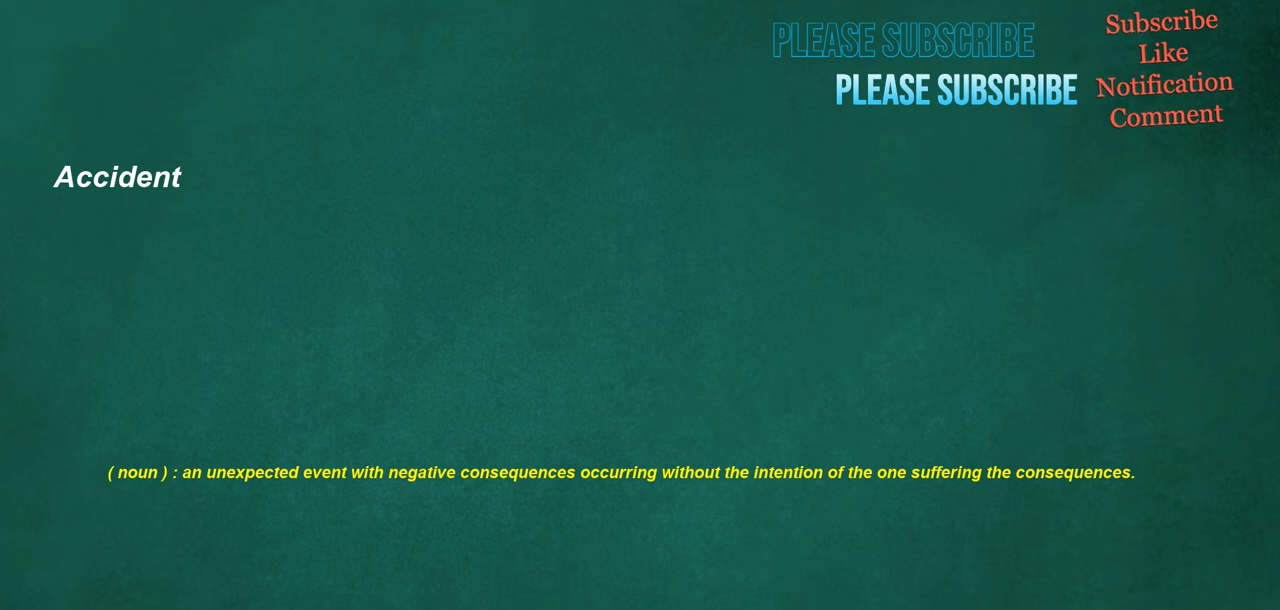 PLEASE SUBSCRIBE
PLEASE SUBSCRIBE
Subscribe
Like
Notification
Comment
Accident
( noun ) : an unexpected event with negative consequences occurring without the intention of the one suffering the consequences.